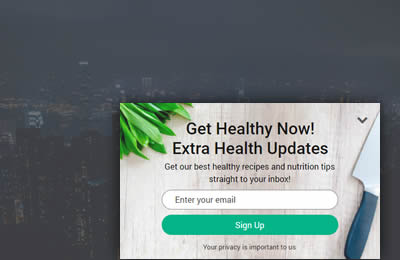 Get Healthy Now!
Extra Health Updates
Get our best healthy recipes and nutrition tips
straight to your inbox!
Enter your email
Sign Up
Your privacy is important to us